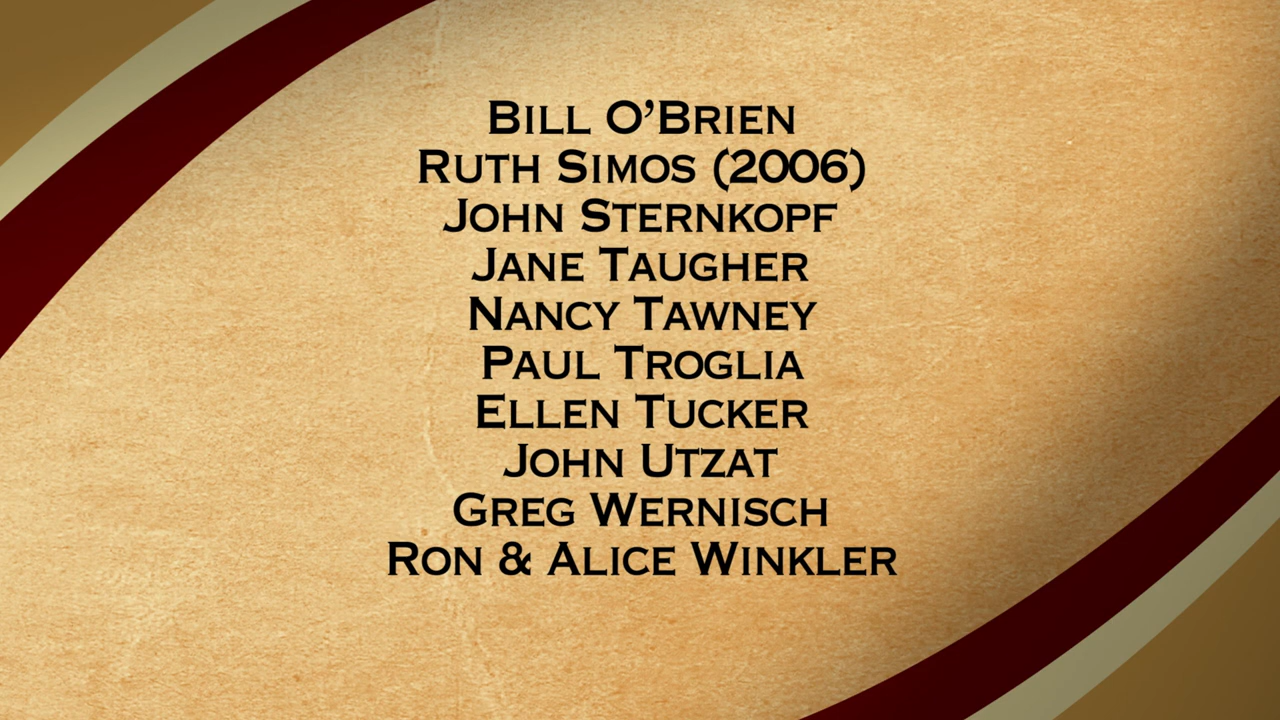 Bill O’Brien
Ruth Simos (2006)
John Sternkopf
Jane Taugher
Nancy Tawney
Paul Troglia
Ellen Tucker
John Utzat
Greg Wernisch
Ron & Alice Winkler